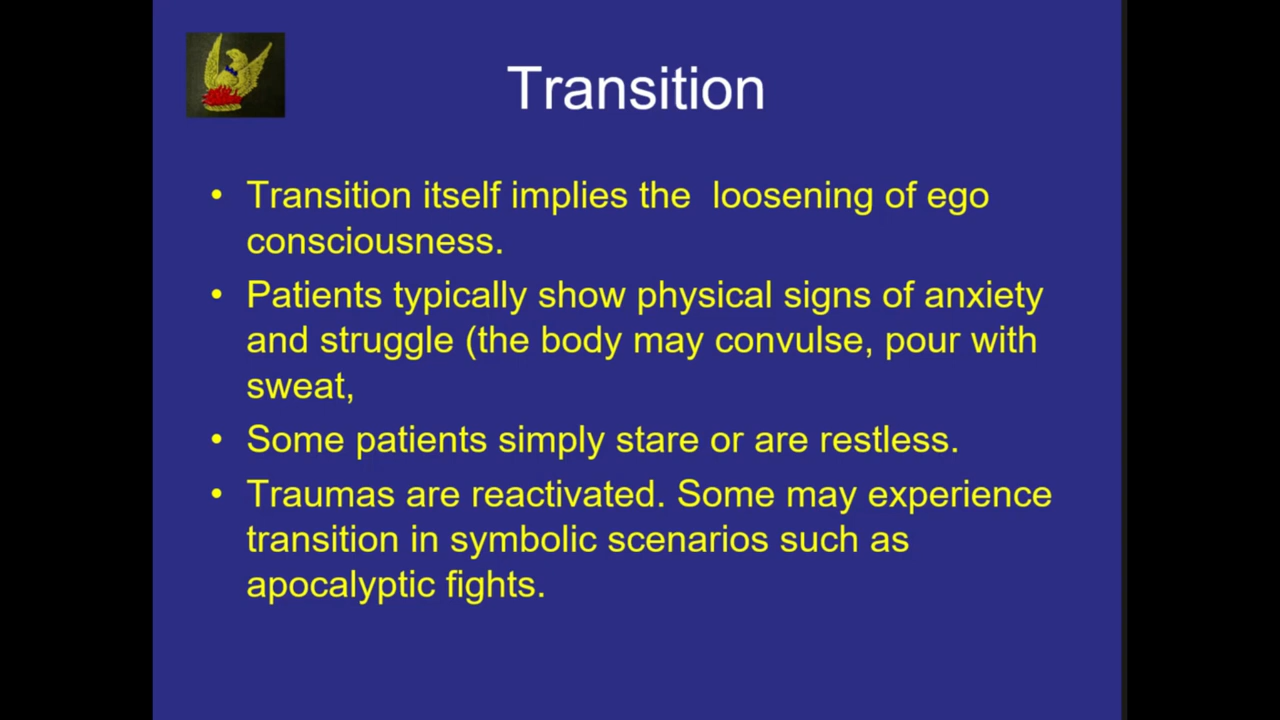 Transition
• Transition itself implies the  loosening of ego
consciousness.
• Patients typically show physical signs of anxiety
and struggle (the body may convulse, pour with
sweat,
• Some patients simply stare or are restless.
• Traumas are reactivated. Some may experience
transition in symbolic scenarios such as
apocalyptic fights.